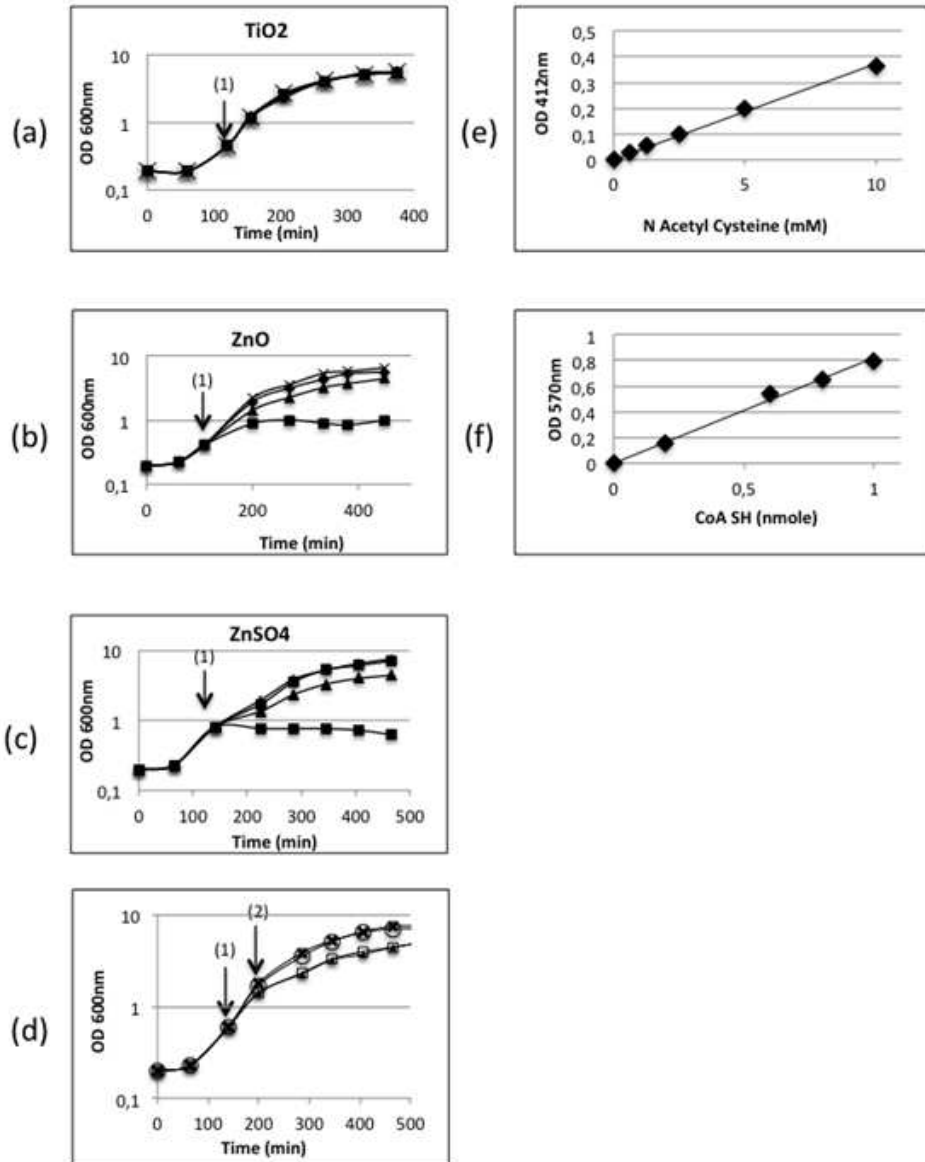 (a)
TiO2
OD 600nm
10
1
0,1
(1)
0 100 200 300 400
Time (min)
(e)
OD 412nm
0,5
0,4
0,3
0,2
0,1
0
0 5 10
N Acetyl Cysteine (mM)
(b)
ZnO
OD 600nm
10
1
0,1
(1)
0 200 400
Time (min)
(f)
OD 570nm
1
0,8
0,6
0,4
0,2
0
0 0,5 1
CoA SH (nmole)
(c)
ZnSO4
OD 600nm
10
1
0,1
(1)
0 100 200 300 400 500
Time (min)
(d)
OD 600nm
10
1
0,1
(1)
(2)
0 100 200 300 400 500
Time (min)